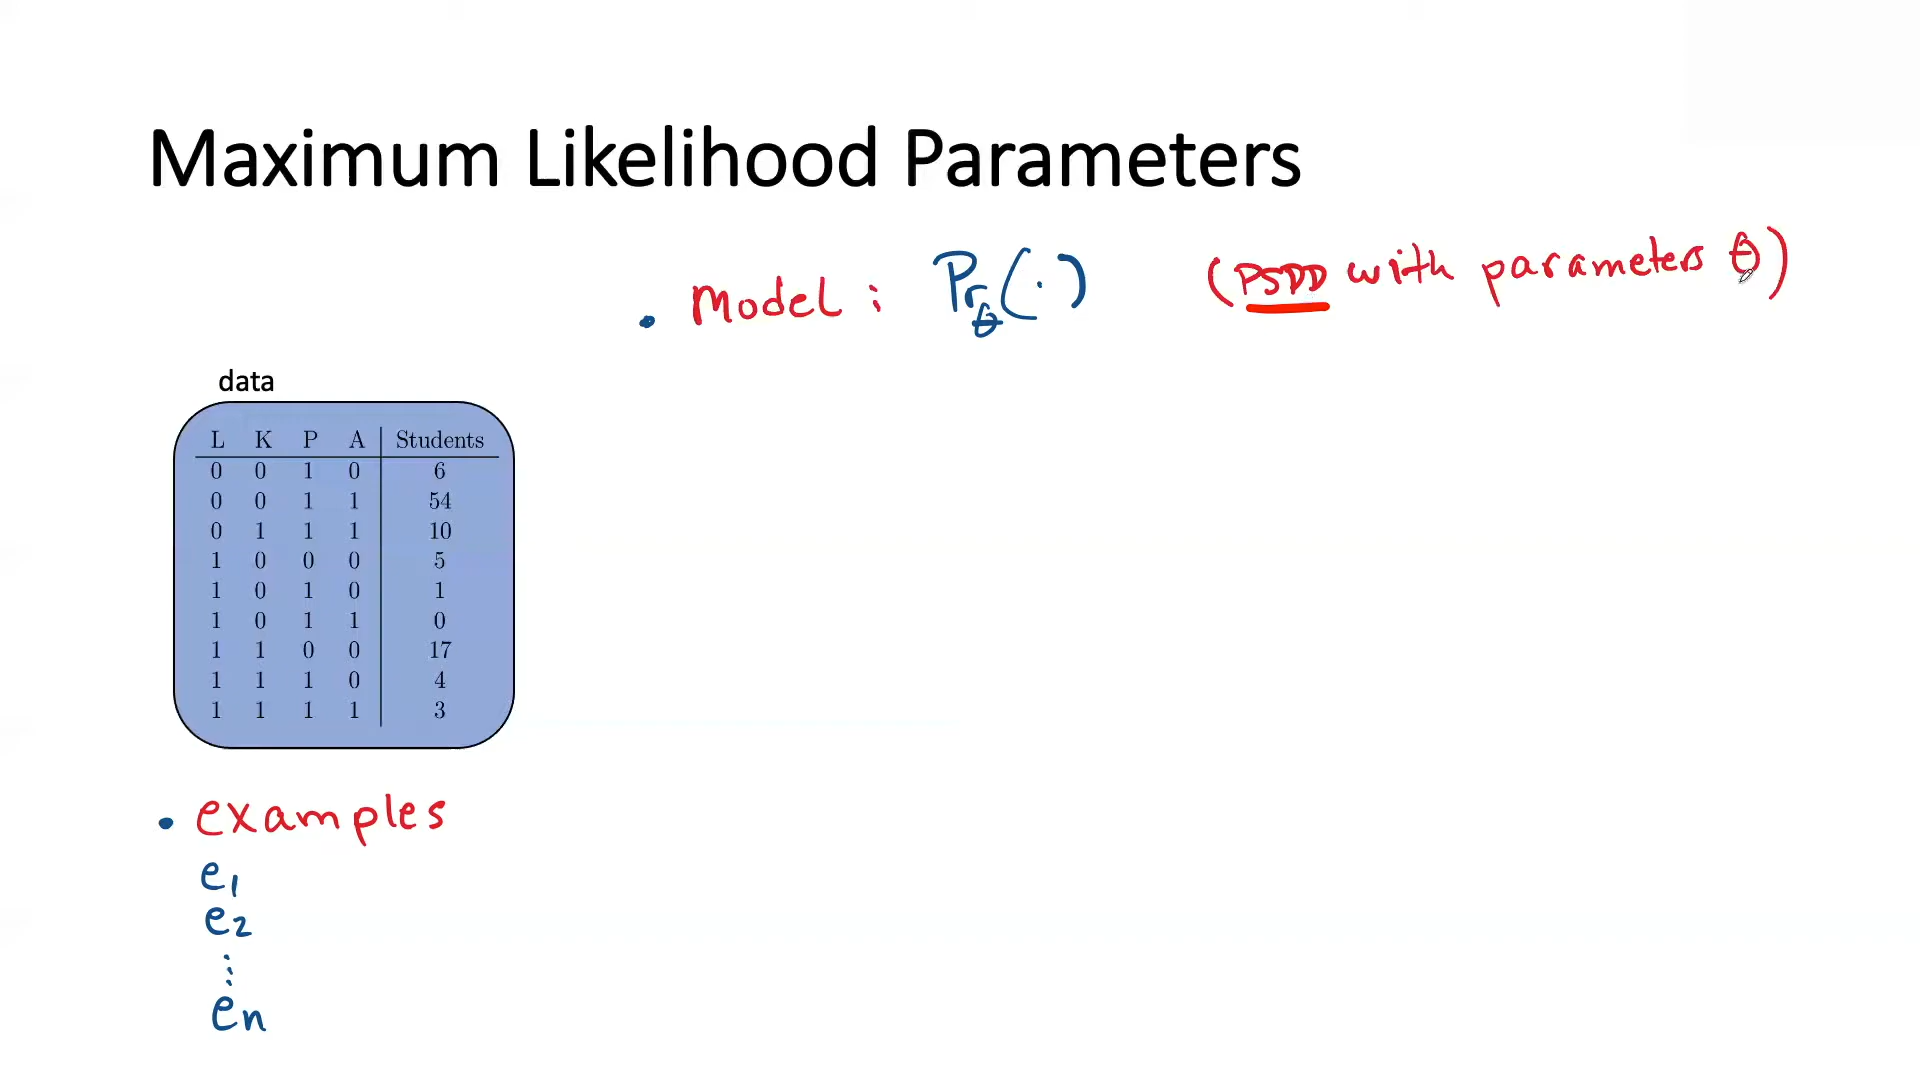 Maximum Likelihood Parameters
• Model : Pr_θ(·) (PSDD with parameters θ)
data
L K P A Students
0 0 1 0 6
0 0 1 1 54
0 1 1 1 10
1 0 0 0 5
1 0 1 0 1
1 0 1 1 0
1 1 0 0 17
1 1 1 0 4
1 1 1 1 3
• examples
e₁
e₂
⋮
eₙ